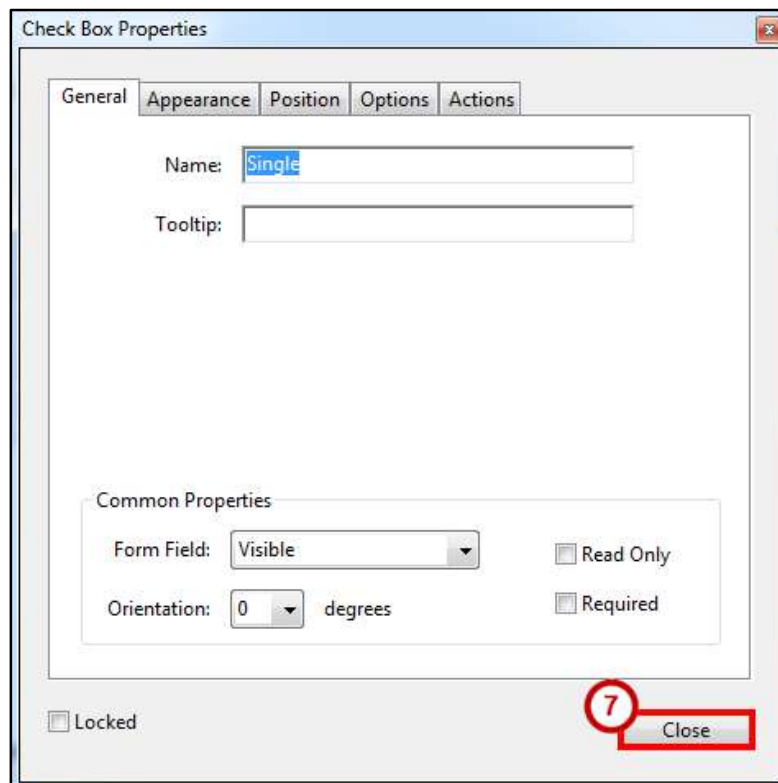 Check Box Properties
General Appearance Position Options Actions
Name: Single
Tooltip:
Common Properties
Form Field: Visible Read Only
Orientation: 0 degrees Required
Locked 7 Close